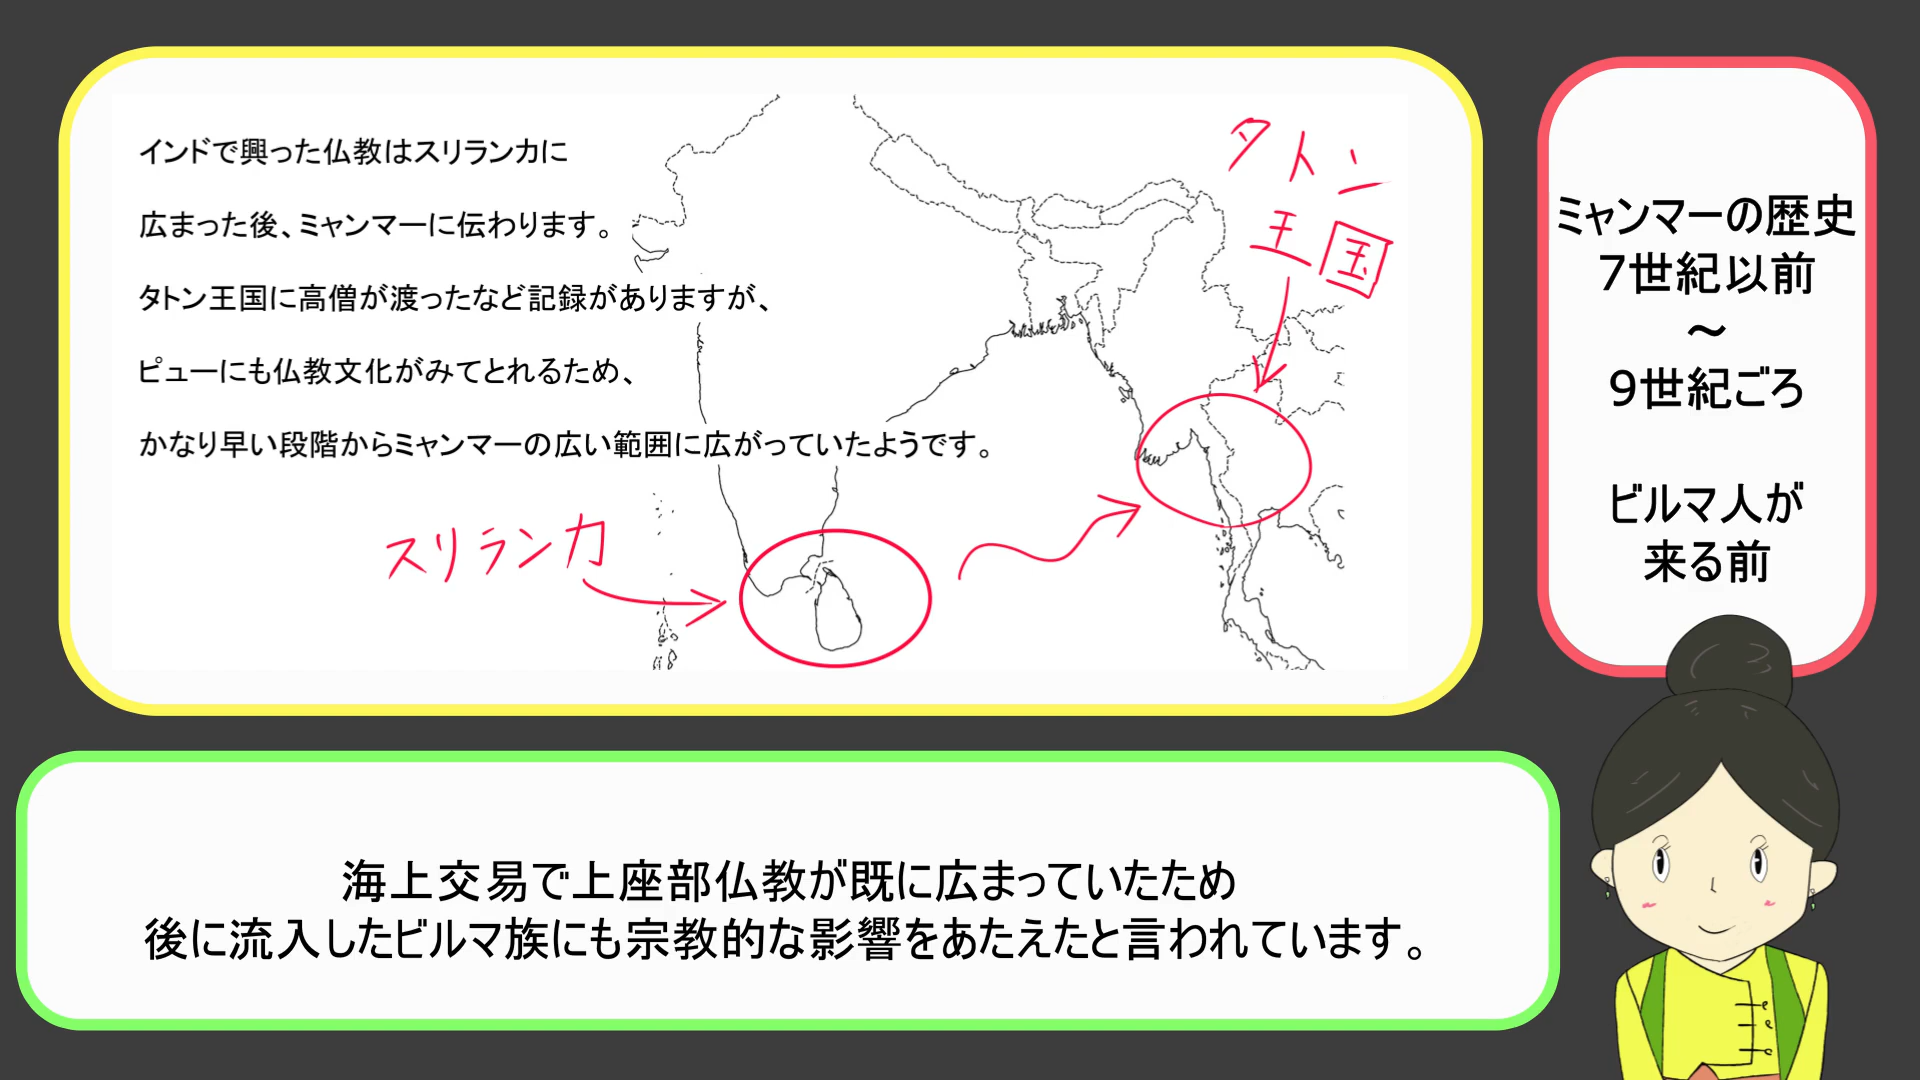 インドで興った仏教はスリランカに
広まった後、ミャンマーに伝わります。
タトン王国に高僧が渡ったなど記録がありますが、
ピューにも仏教文化がみてとれるため、
かなり早い段階からミャンマーの広い範囲に広がっていたようです。
タトン
王国
スリランカ
ミャンマーの歴史
7世紀以前
～
9世紀ごろ
ビルマ人が
来る前
海上交易で上座部仏教が既に広まっていたため
後に流入したビルマ族にも宗教的な影響をあたえたと言われています。